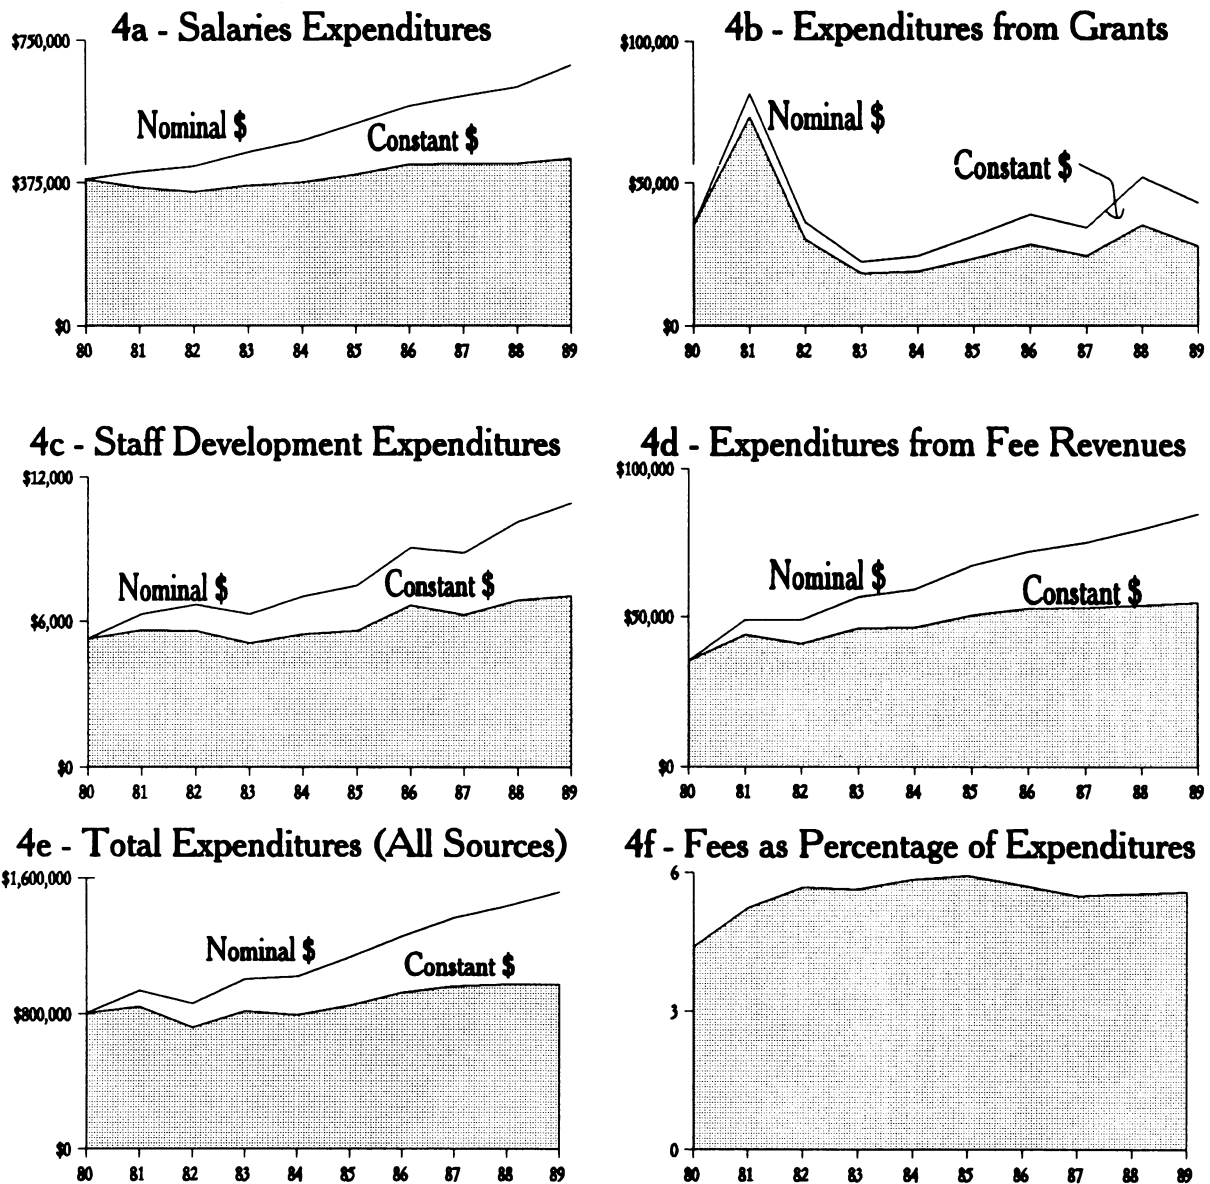 4a - Salaries Expenditures
$750,000
Nominal $
Constant $
$375,000
$0
80 81 82 83 84 85 86 87 88 89
4b - Expenditures from Grants
$100,000
Nominal $
Constant $
$50,000
$0
80 81 82 83 84 85 86 87 88 89
4c - Staff Development Expenditures
$12,000
Nominal $
Constant $
$6,000
$0
80 81 82 83 84 85 86 87 88 89
4d - Expenditures from Fee Revenues
$100,000
Nominal $
Constant $
$50,000
$0
80 81 82 83 84 85 86 87 88 89
4e - Total Expenditures (All Sources)
$1,600,000
Nominal $
Constant $
$800,000
$0
80 81 82 83 84 85 86 87 88 89
4f - Fees as Percentage of Expenditures
6
3
0
80 81 82 83 84 85 86 87 88 89